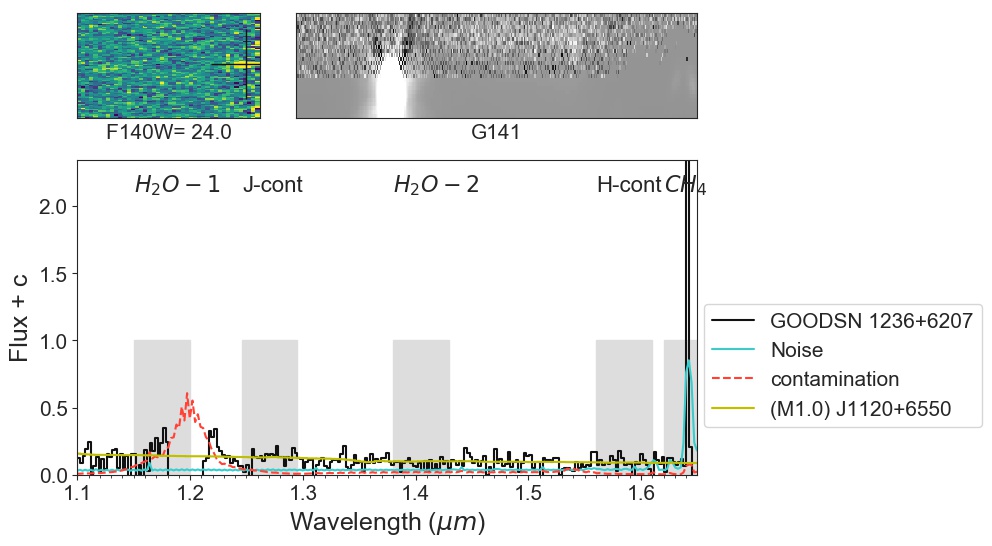 F140W= 24.0
G141
H₂O − 1
J-cont
H₂O − 2
H-cont
CH₄
Flux + c
2.0
1.5
1.0
0.5
0.0
1.1
1.2
1.3
1.4
1.5
1.6
Wavelength (μm)
GOODSN 1236+6207
Noise
contamination
(M1.0) J1120+6550